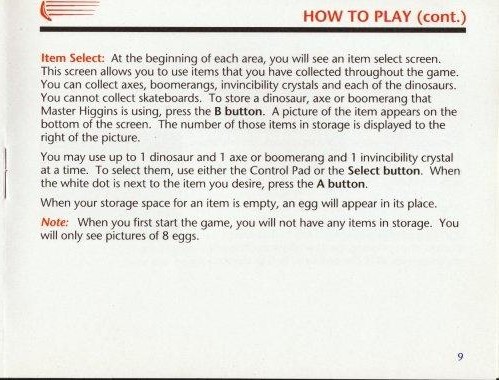 HOW TO PLAY (cont.)
Item Select: At the beginning of each area, you will see an item select screen.
This screen allows you to use items that you have collected throughout the game.
You can collect axes, boomerangs, invincibility crystals and each of the dinosaurs.
You cannot collect skateboards. To store a dinosaur, axe or boomerang that
Master Higgins is using, press the B button. A picture of the item appears on the
bottom of the screen. The number of those items in storage is displayed to the
right of the picture.
You may use up to 1 dinosaur and 1 axe or boomerang and 1 invincibility crystal
at a time. To select them, use either the Control Pad or the Select button. When
the white dot is next to the item you desire, press the A button.
When your storage space for an item is empty, an egg will appear in its place.
Note: When you first start the game, you will not have any items in storage. You
will only see pictures of 8 eggs.
9